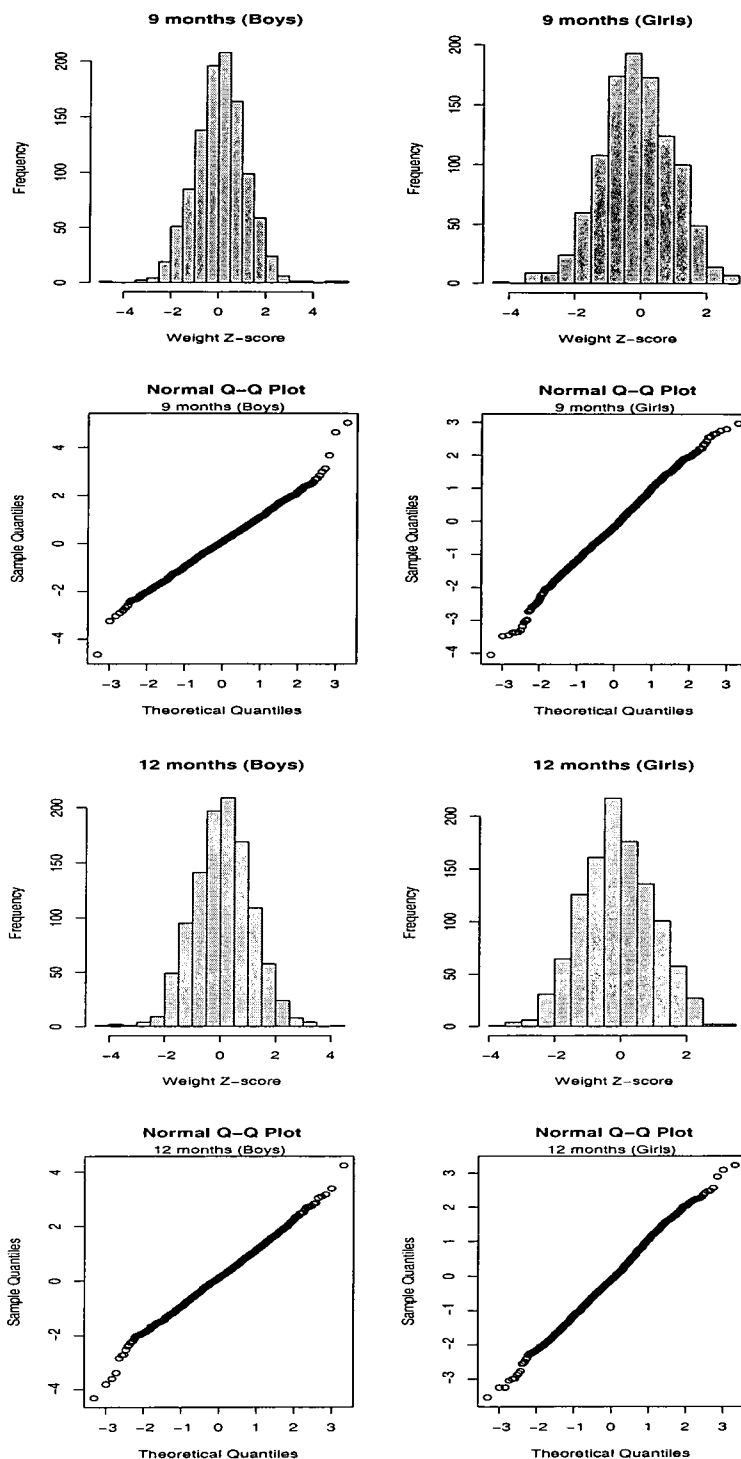 9 months (Boys)
9 months (Girls)
Frequency
0 50 100 150 200
-4 -2 0 2 4
Weight Z-score
Frequency
0 50 100 150 200
-4 -2 0 2
Weight Z-score
Normal Q-Q Plot
9 months (Boys)
Sample Quantiles
-4 -2 0 2 4
-3 -2 -1 0 1 2 3
Theoretical Quantiles
Normal Q-Q Plot
9 months (Girls)
Sample Quantiles
-4 -3 -2 -1 0 1 2 3
-3 -2 -1 0 1 2 3
Theoretical Quantiles
12 months (Boys)
12 months (Girls)
Frequency
0 50 100 150 200
-4 -2 0 2 4
Weight Z-score
Frequency
0 50 100 150 200
-4 -2 0 2
Weight Z-score
Normal Q-Q Plot
12 months (Boys)
Sample Quantiles
-4 -2 0 2 4
-3 -2 -1 0 1 2 3
Theoretical Quantiles
Normal Q-Q Plot
12 months (Girls)
Sample Quantiles
-3 -2 -1 0 1 2 3
-3 -2 -1 0 1 2 3
Theoretical Quantiles